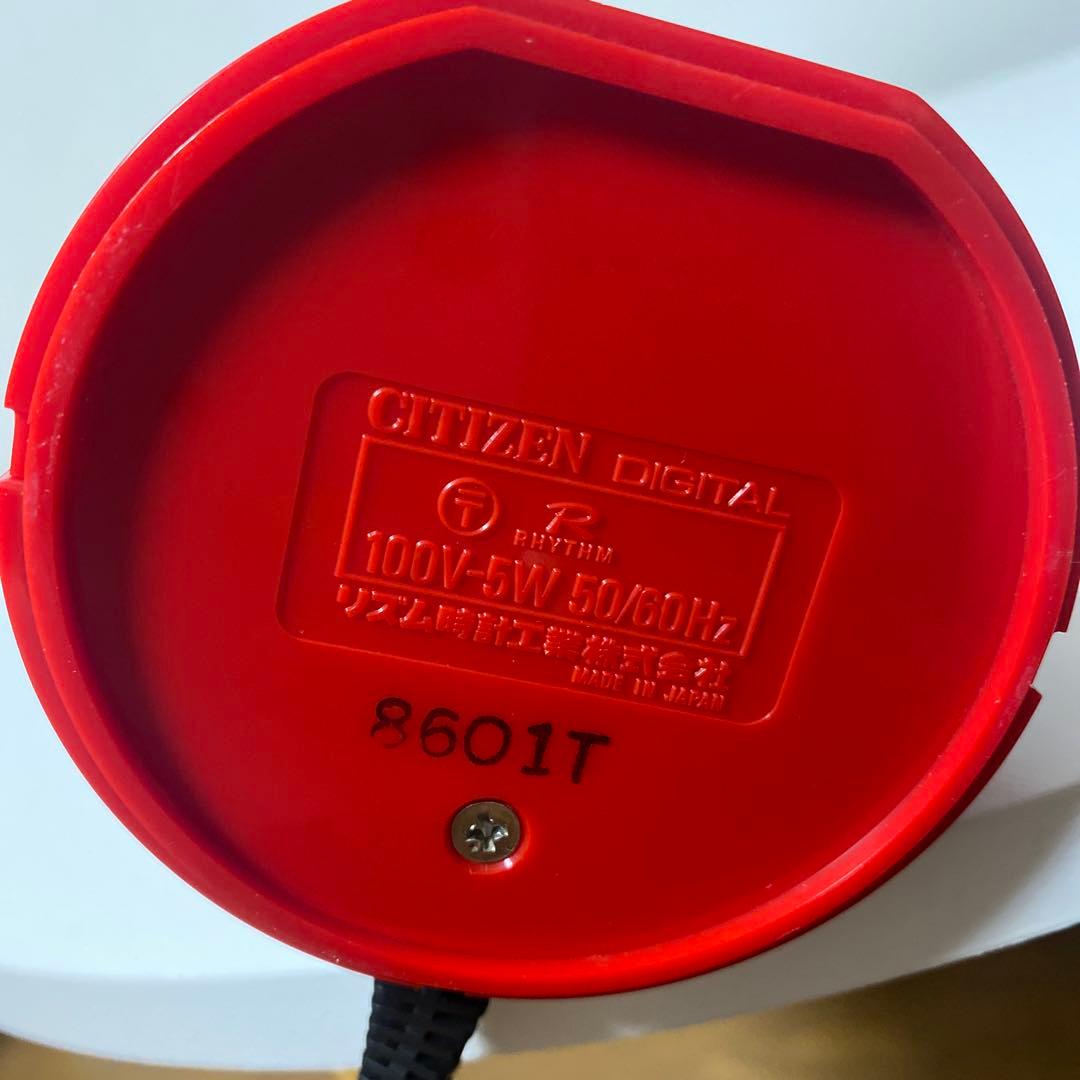 CITIZEN DIGITAL
〒 R
RHYTHM
100V-5W 50/60Hz
リズム時計工業株式会社
MADE IN JAPAN
8601T